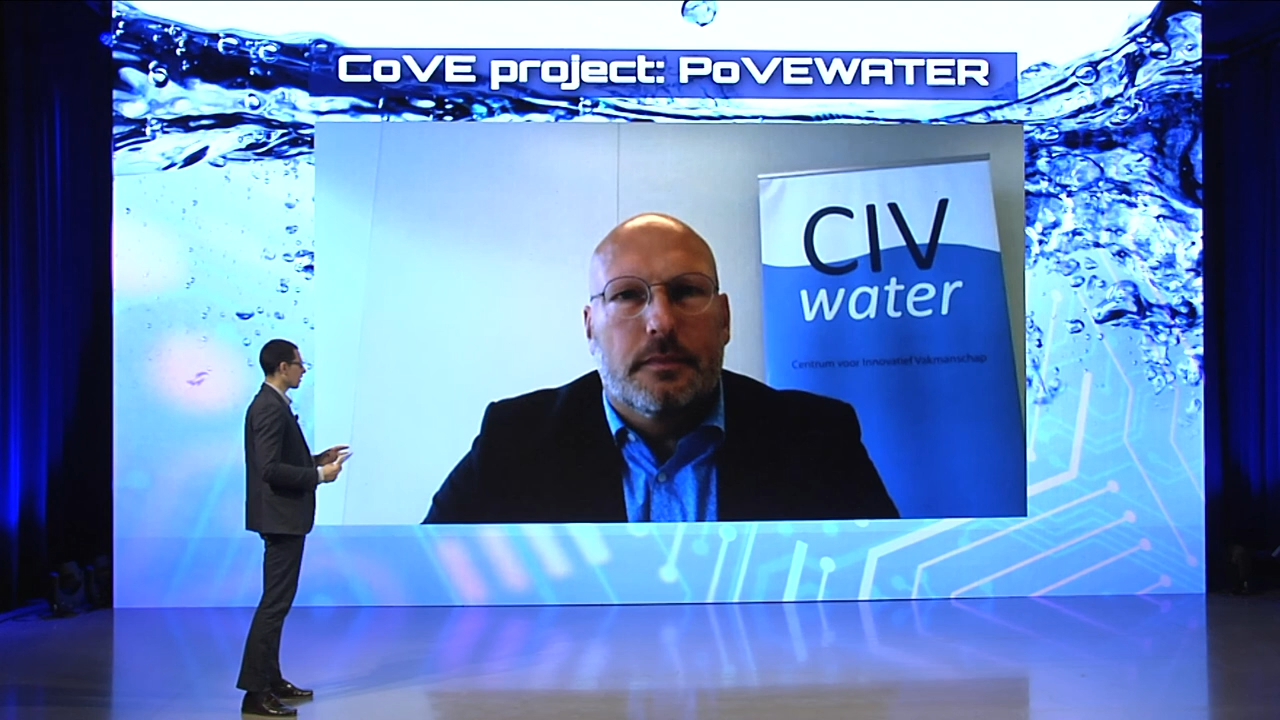 CoVE project: PoVEWATER
CIV
water
Centrum voor Innovatief Vakmanschap